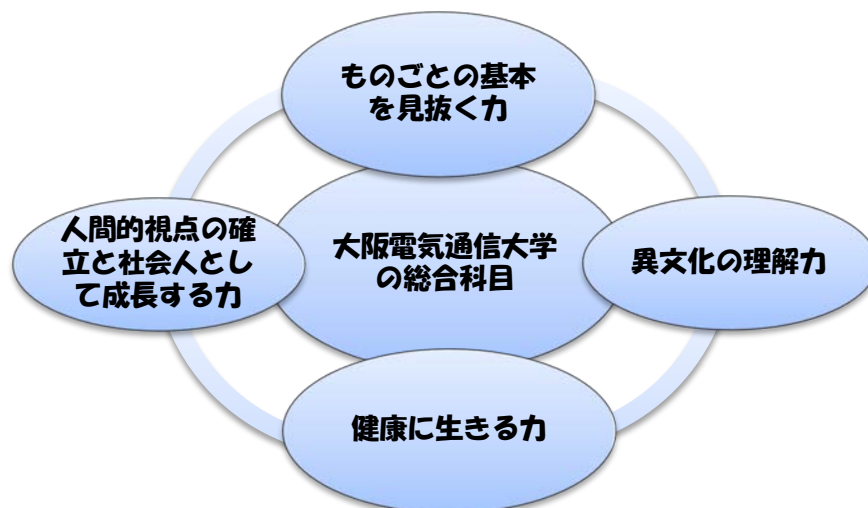 ものごとの基本
を見抜く力
人間的視点の確
立と社会人とし
て成長する力
大阪電気通信大学
の総合科目
異文化の理解力
健康に生きる力